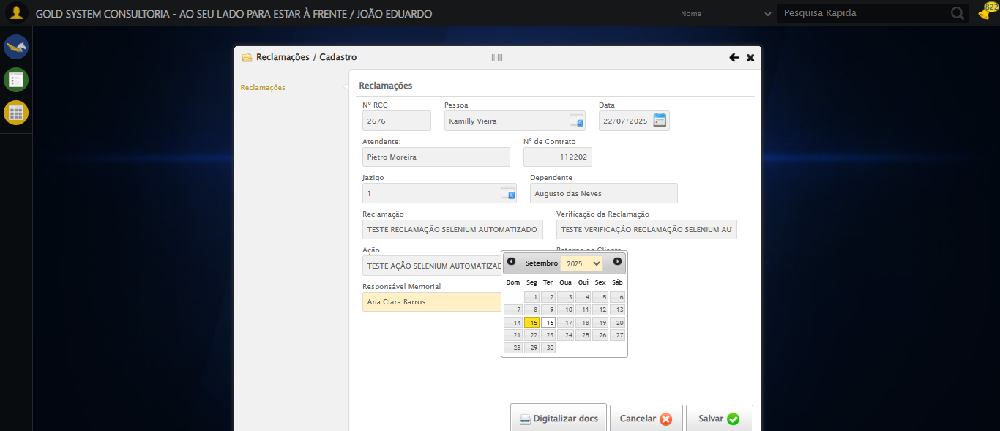 GOLD SYSTEM CONSULTORIA - AO SEU LADO PARA ESTAR À FRENTE / JOÃO EDUARDO
Nome
Pesquisa Rapida
822
Reclamações / Cadastro
Reclamações
Reclamações
Nº RCC
Pessoa
Data
2676
Kamilly Vieira
22/07/2025
Atendente:
Nº de Contrato
Pietro Moreira
112202
Jazigo
Dependente
1
Augusto das Neves
Reclamação
Verificação da Reclamação
TESTE RECLAMAÇÃO SELENIUM AUTOMATIZADO
TESTE VERIFICAÇÃO RECLAMAÇÃO SELENIUM AU
Ação
Retorno ao Cliente
TESTE AÇÃO SELENIUM AUTOMATIZAD
Responsável Memorial
Ana Clara Barros
Setembro 2025
Dom Seg Ter Qua Qui Sex Sáb
1 2 3 4 5 6
7 8 9 10 11 12 13
14 15 16 17 18 19 20
21 22 23 24 25 26 27
28 29 30
Digitalizar docs
Cancelar
Salvar